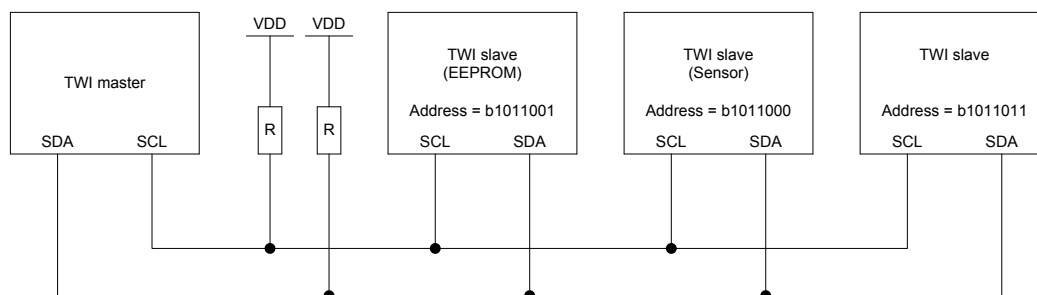 TWI master
SDA
SCL
VDD
VDD
R
R
TWI slave
(EEPROM)
Address = b1011001
SCL
SDA
TWI slave
(Sensor)
Address = b1011000
SCL
SDA
TWI slave
Address = b1011011
SCL
SDA